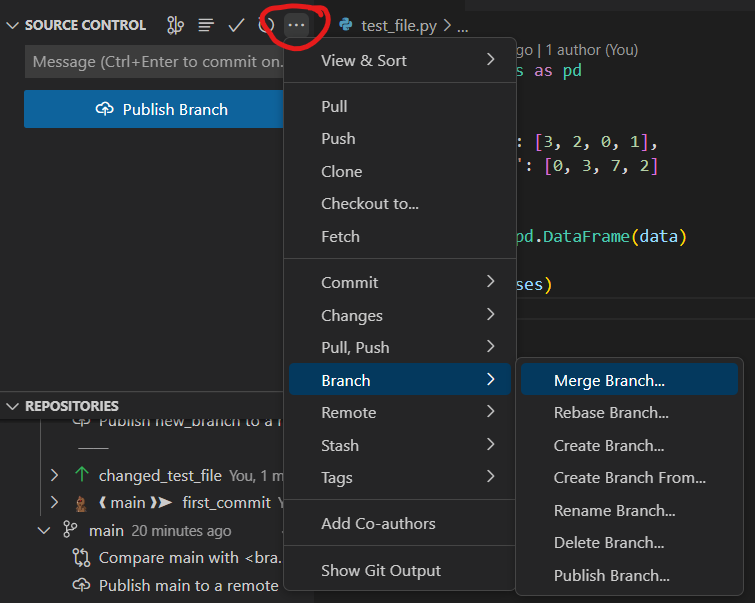 SOURCE CONTROL
Message (Ctrl+Enter to commit on...
Publish Branch
REPOSITORIES
Publish new_branch to a r
changed_test_file You, 1 m
main first_commit
main 20 minutes ago
Compare main with <bra...
Publish main to a remote
View & Sort
Pull
Push
Clone
Checkout to...
Fetch
Commit
Changes
Pull, Push
Branch
Remote
Stash
Tags
Add Co-authors
Show Git Output
Merge Branch...
Rebase Branch...
Create Branch...
Create Branch From...
Rename Branch...
Delete Branch...
Publish Branch...
test_file.py > ...
go | 1 author (You)
s as pd
: [3, 2, 0, 1],
': [0, 3, 7, 2]
pd.DataFrame(data)
ses)